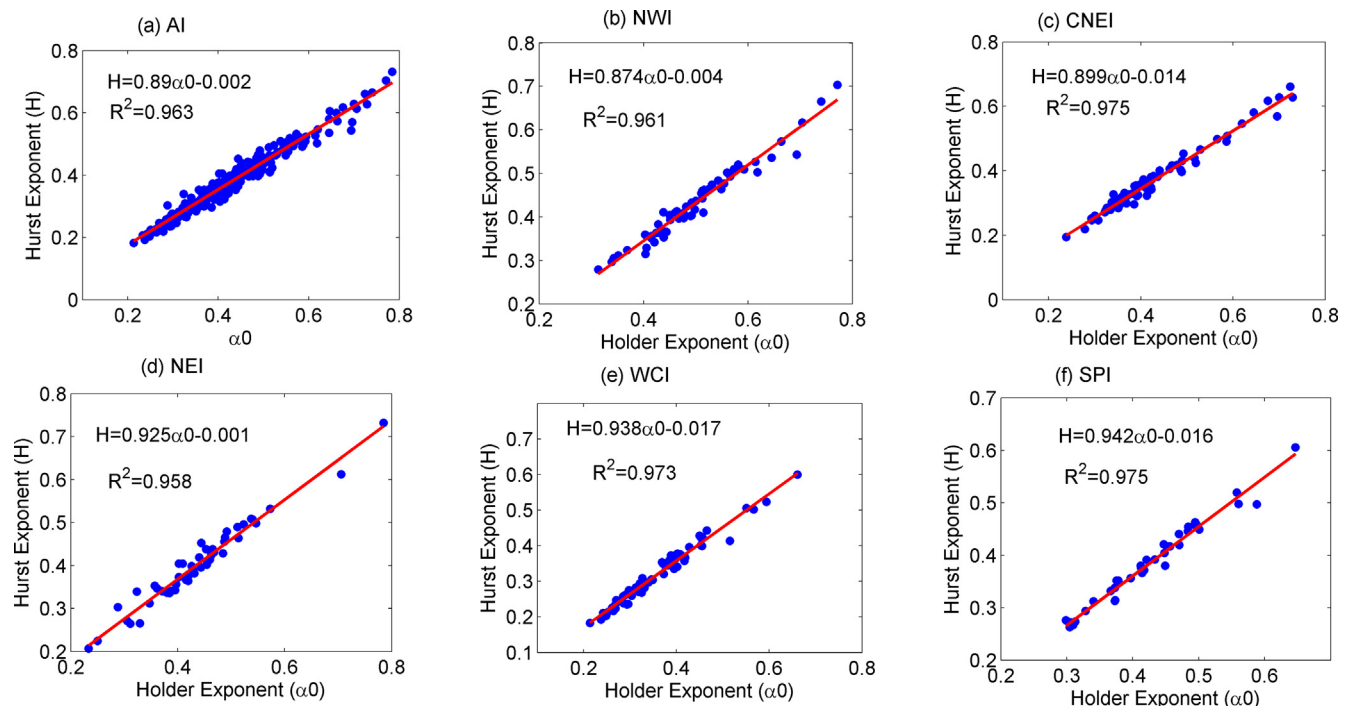 (a) AI
H=0.89α0-0.002
R²=0.963
Hurst Exponent (H)
0.8
0.6
0.4
0.2
0
0.2 0.4 0.6 0.8
α0
(b) NWI
H=0.874α0-0.004
R²=0.961
Hurst Exponent (H)
0.8
0.7
0.6
0.5
0.4
0.3
0.2
0.2 0.4 0.6 0.8
Holder Exponent (α0)
(c) CNEI
H=0.899α0-0.014
R²=0.975
Hurst Exponent (H)
0.8
0.6
0.4
0.2
0
0.2 0.4 0.6 0.8
Holder Exponent (α0)
(d) NEI
H=0.925α0-0.001
R²=0.958
Hurst Exponent (H)
0.8
0.7
0.6
0.5
0.4
0.3
0.2
0.2 0.4 0.6 0.8
Holder Exponent (α0)
(e) WCI
H=0.938α0-0.017
R²=0.973
Hurst Exponent (H)
0.7
0.6
0.5
0.4
0.3
0.2
0.1
0.2 0.4 0.6 0.8
Holder Exponent (α0)
(f) SPI
H=0.942α0-0.016
R²=0.975
Hurst Exponent (H)
0.7
0.6
0.5
0.4
0.3
0.2
0.2 0.3 0.4 0.5 0.6
Holder Exponent (α0)